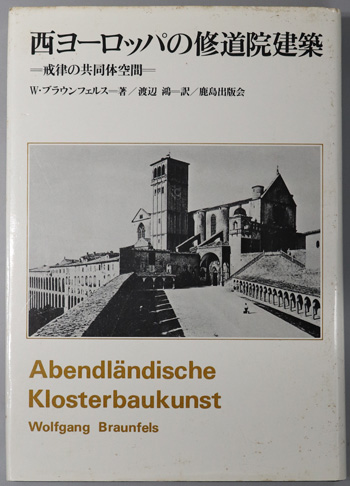 西ヨーロッパの修道院建築
=戒律の共同体空間=
W・ブラウンフェルス=著/渡辺 鴻=訳/鹿島出版会
Abendländische
Klosterbaukunst
Wolfgang Braunfels